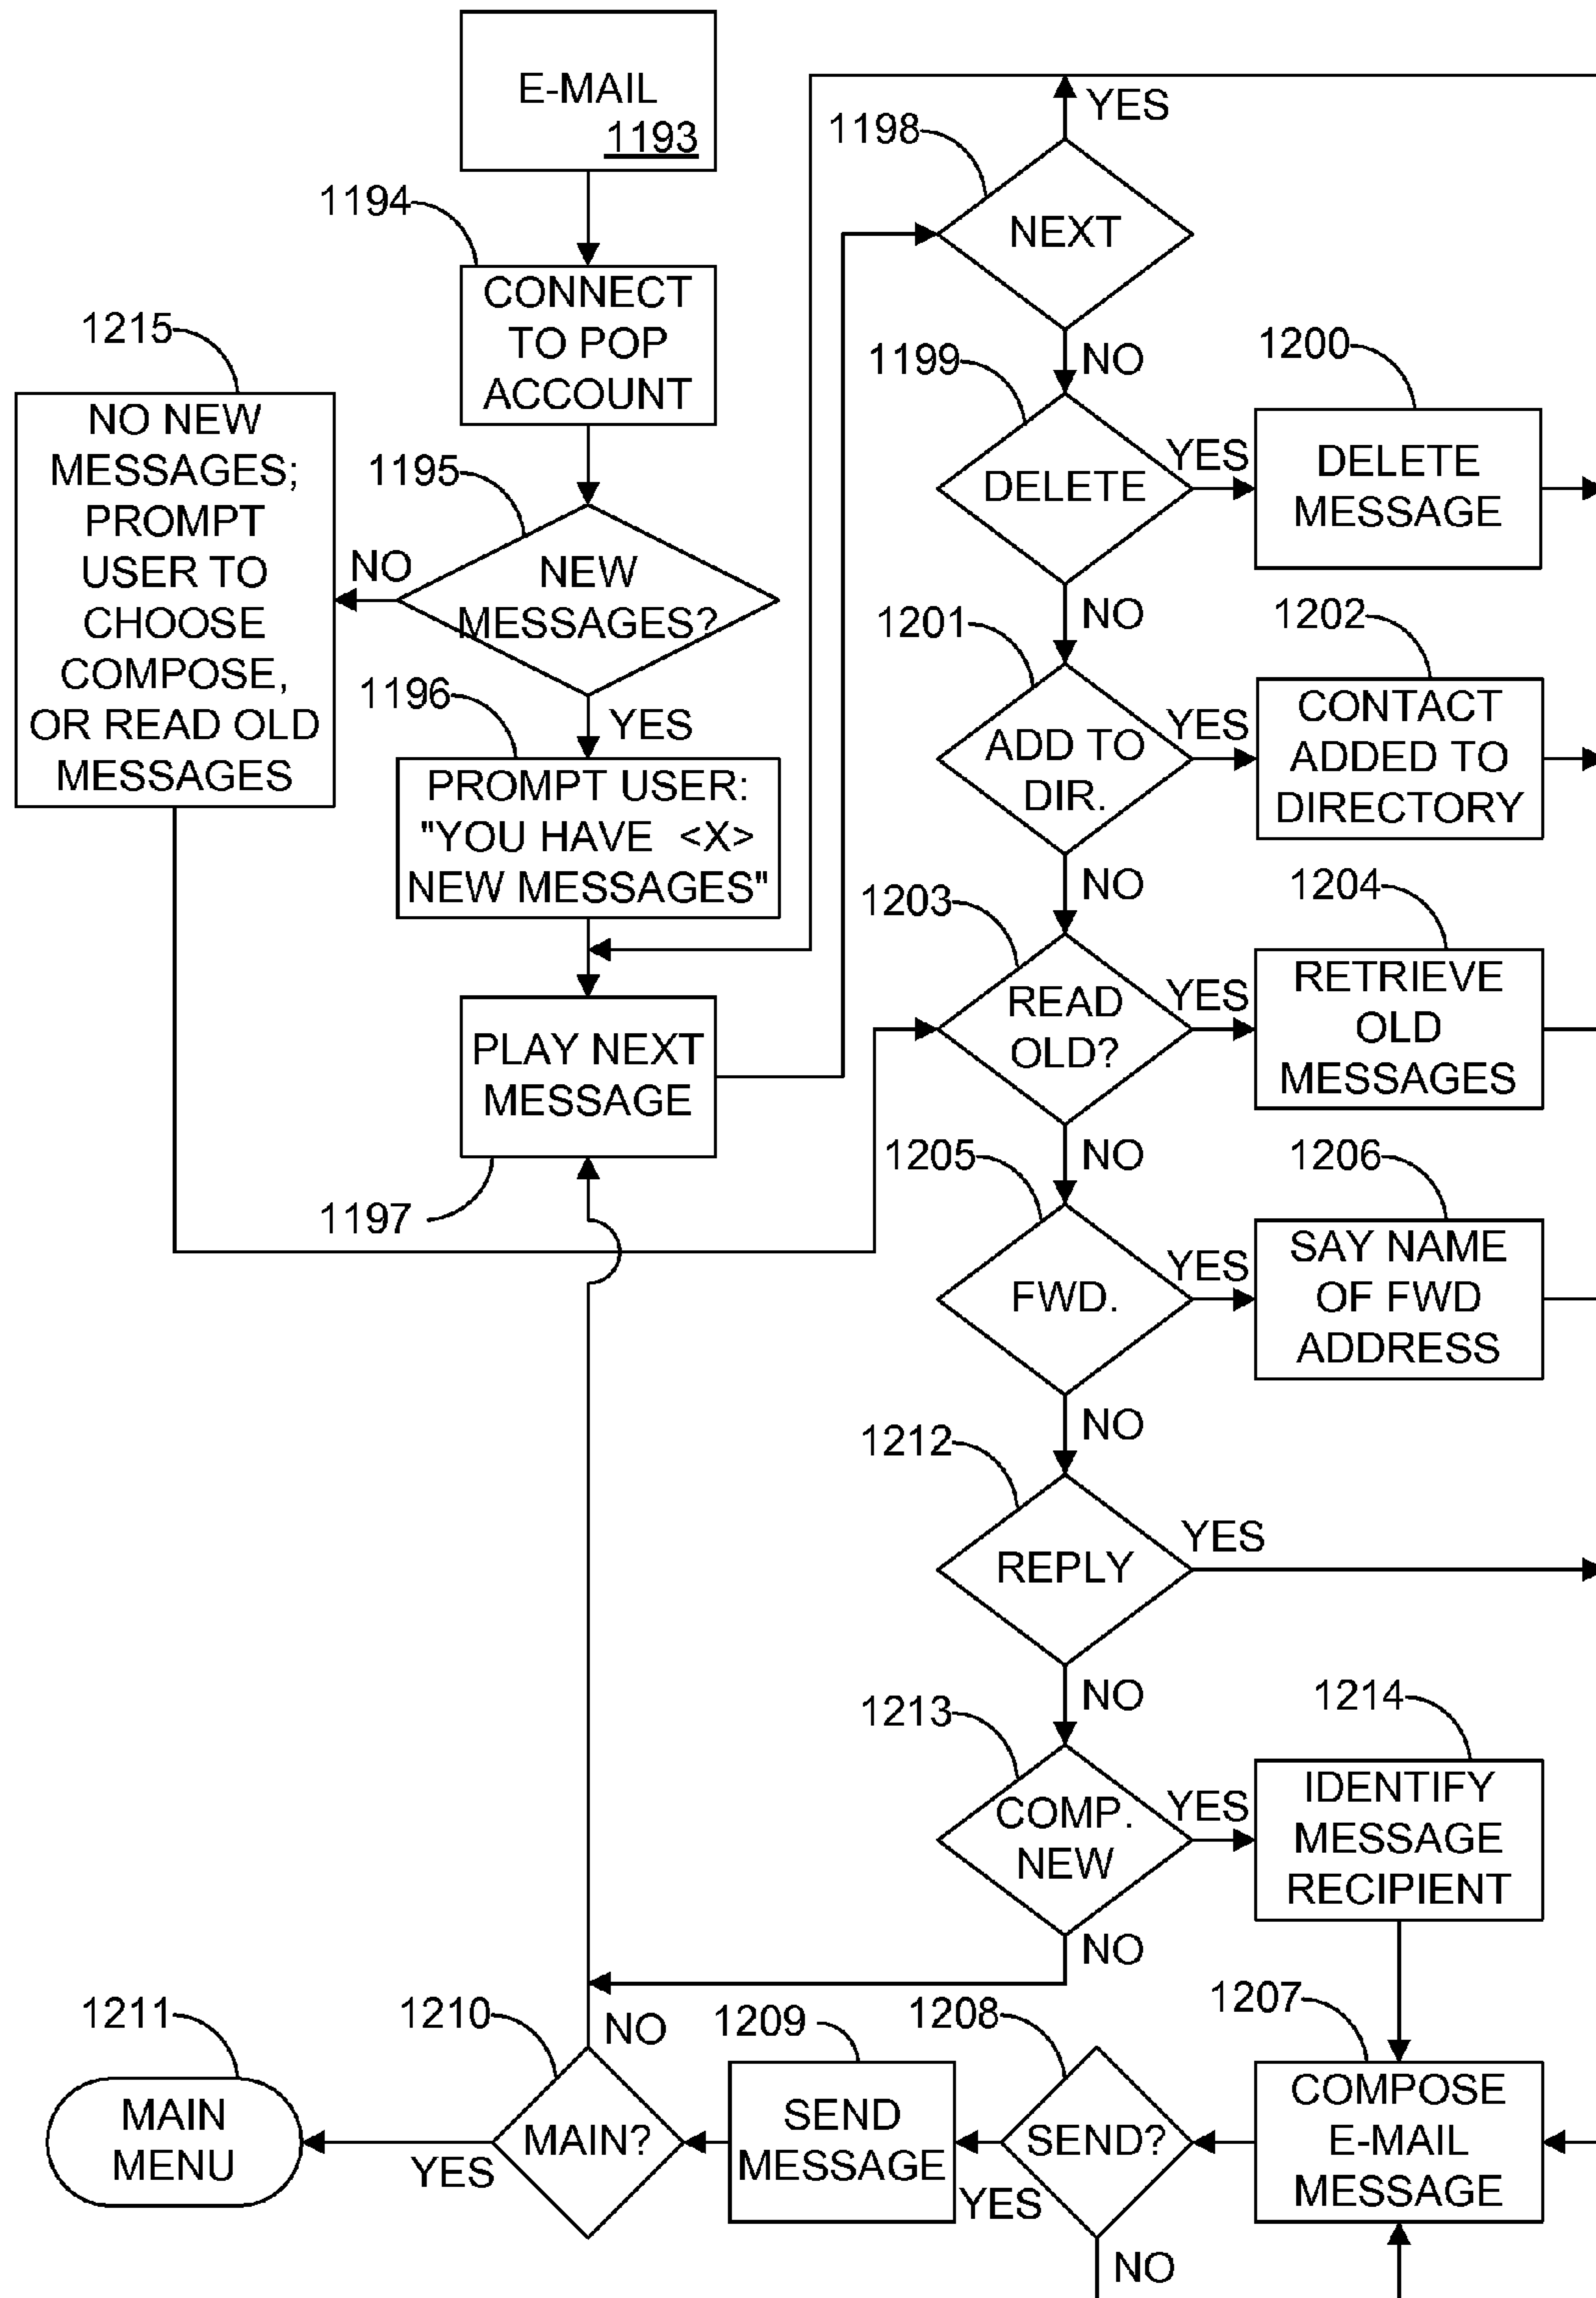 E-MAIL
1193
1194
CONNECT
TO POP
ACCOUNT
1215
NO NEW
MESSAGES;
PROMPT
USER TO
CHOOSE
COMPOSE,
OR READ OLD
MESSAGES
1195
NO
NEW
MESSAGES?
YES
1196
PROMPT USER:
"YOU HAVE <X>
NEW MESSAGES"
PLAY NEXT
MESSAGE
1197
1198
YES
NEXT
NO
1199
DELETE
YES
1200
DELETE
MESSAGE
NO
1201
ADD TO
DIR.
YES
1202
CONTACT
ADDED TO
DIRECTORY
NO
1203
READ
OLD?
YES
1204
RETRIEVE
OLD
MESSAGES
NO
1205
FWD.
YES
1206
SAY NAME
OF FWD
ADDRESS
NO
1212
REPLY
YES
NO
1213
COMP.
NEW
YES
1214
IDENTIFY
MESSAGE
RECIPIENT
NO
1207
COMPOSE
E-MAIL
MESSAGE
1208
SEND?
YES
NO
1209
SEND
MESSAGE
1210
NO
MAIN?
YES
1211
MAIN
MENU